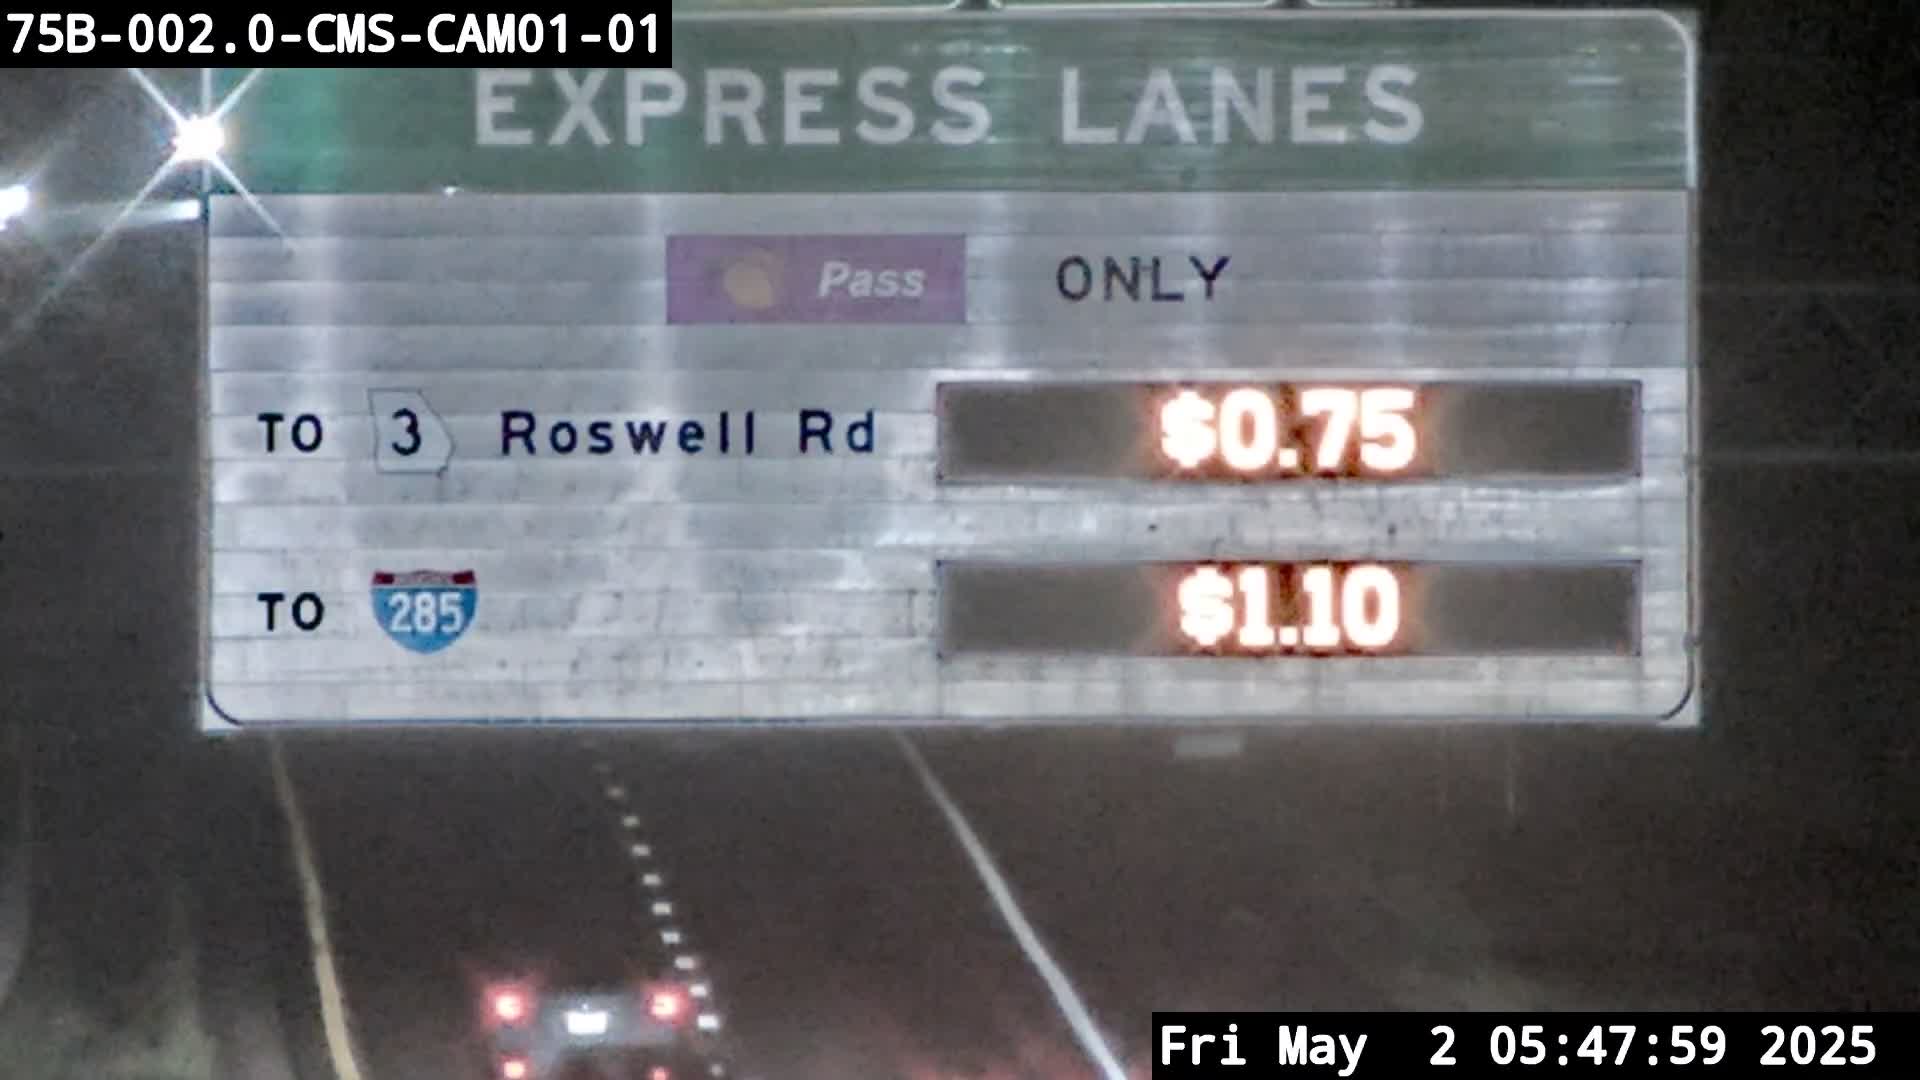 75B-002.0-CMS-CAM01-01
EXPRESS LANES
Pass ONLY
TO 3 Roswell Rd $0.75
TO 285 $1.10
Fri May 2 05:47:59 2025